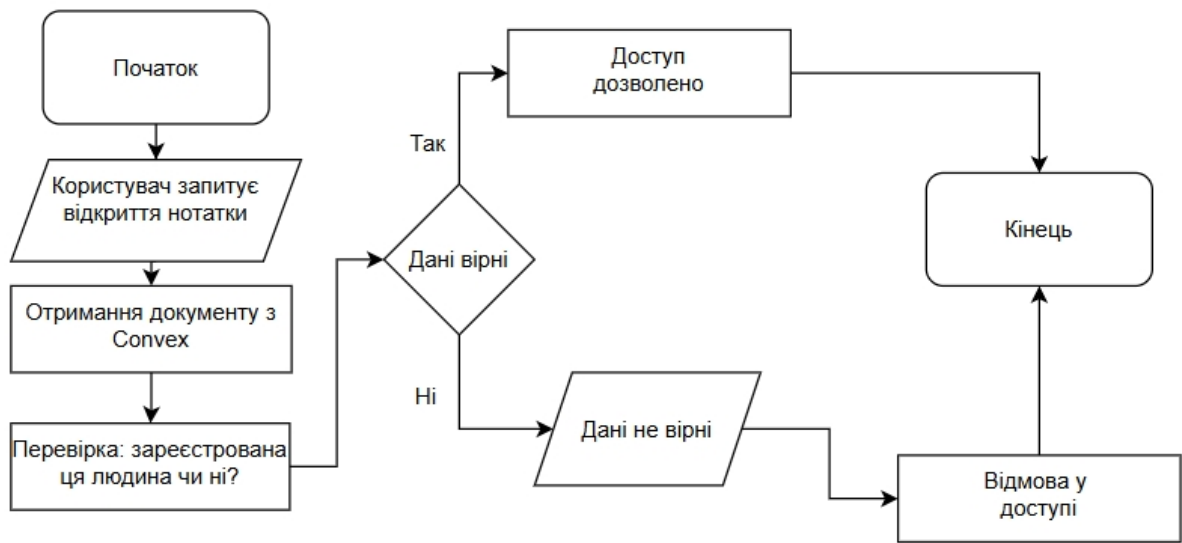 Початок
Користувач запитує
відкриття нотатки
Отримання документу з
Convex
Перевірка: зареєстрована
ця людина чи ні?
Дані вірні
Так
Доступ
дозволено
Ні
Дані не вірні
Відмова у
доступі
Кінець